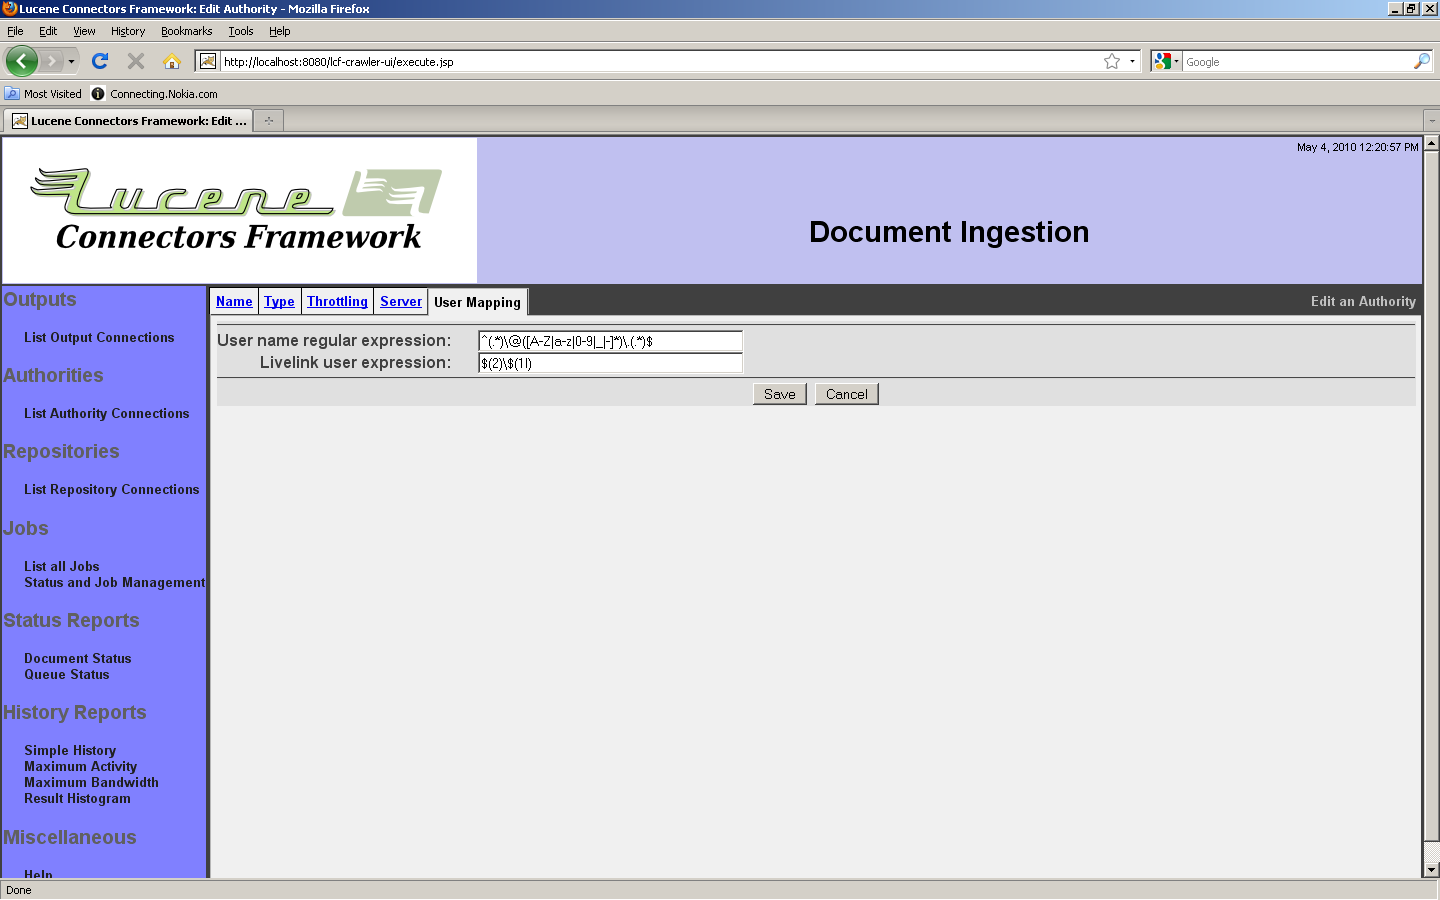 Lucene Connectors Framework: Edit Authority - Mozilla Firefox
File Edit View History Bookmarks Tools Help
http://localhost:8080/lcf-crawler-ui/execute.jsp
Google
Most Visited Connecting.Nokia.com
Lucene Connectors Framework: Edit ...
May 4, 2010 12:20:57 PM
Lucene
Connectors Framework
Document Ingestion
Name Type Throttling Server User Mapping
Edit an Authority
Outputs
List Output Connections
Authorities
List Authority Connections
Repositories
List Repository Connections
Jobs
List all Jobs
Status and Job Management
Status Reports
Document Status
Queue Status
History Reports
Simple History
Maximum Activity
Maximum Bandwidth
Result Histogram
Miscellaneous
Help
User name regular expression: ^(.*)\@([A-Z|a-z|0-9|_|-]*)\.(.*)$
Livelink user expression: $(2)\$(1l)
Save Cancel
Done